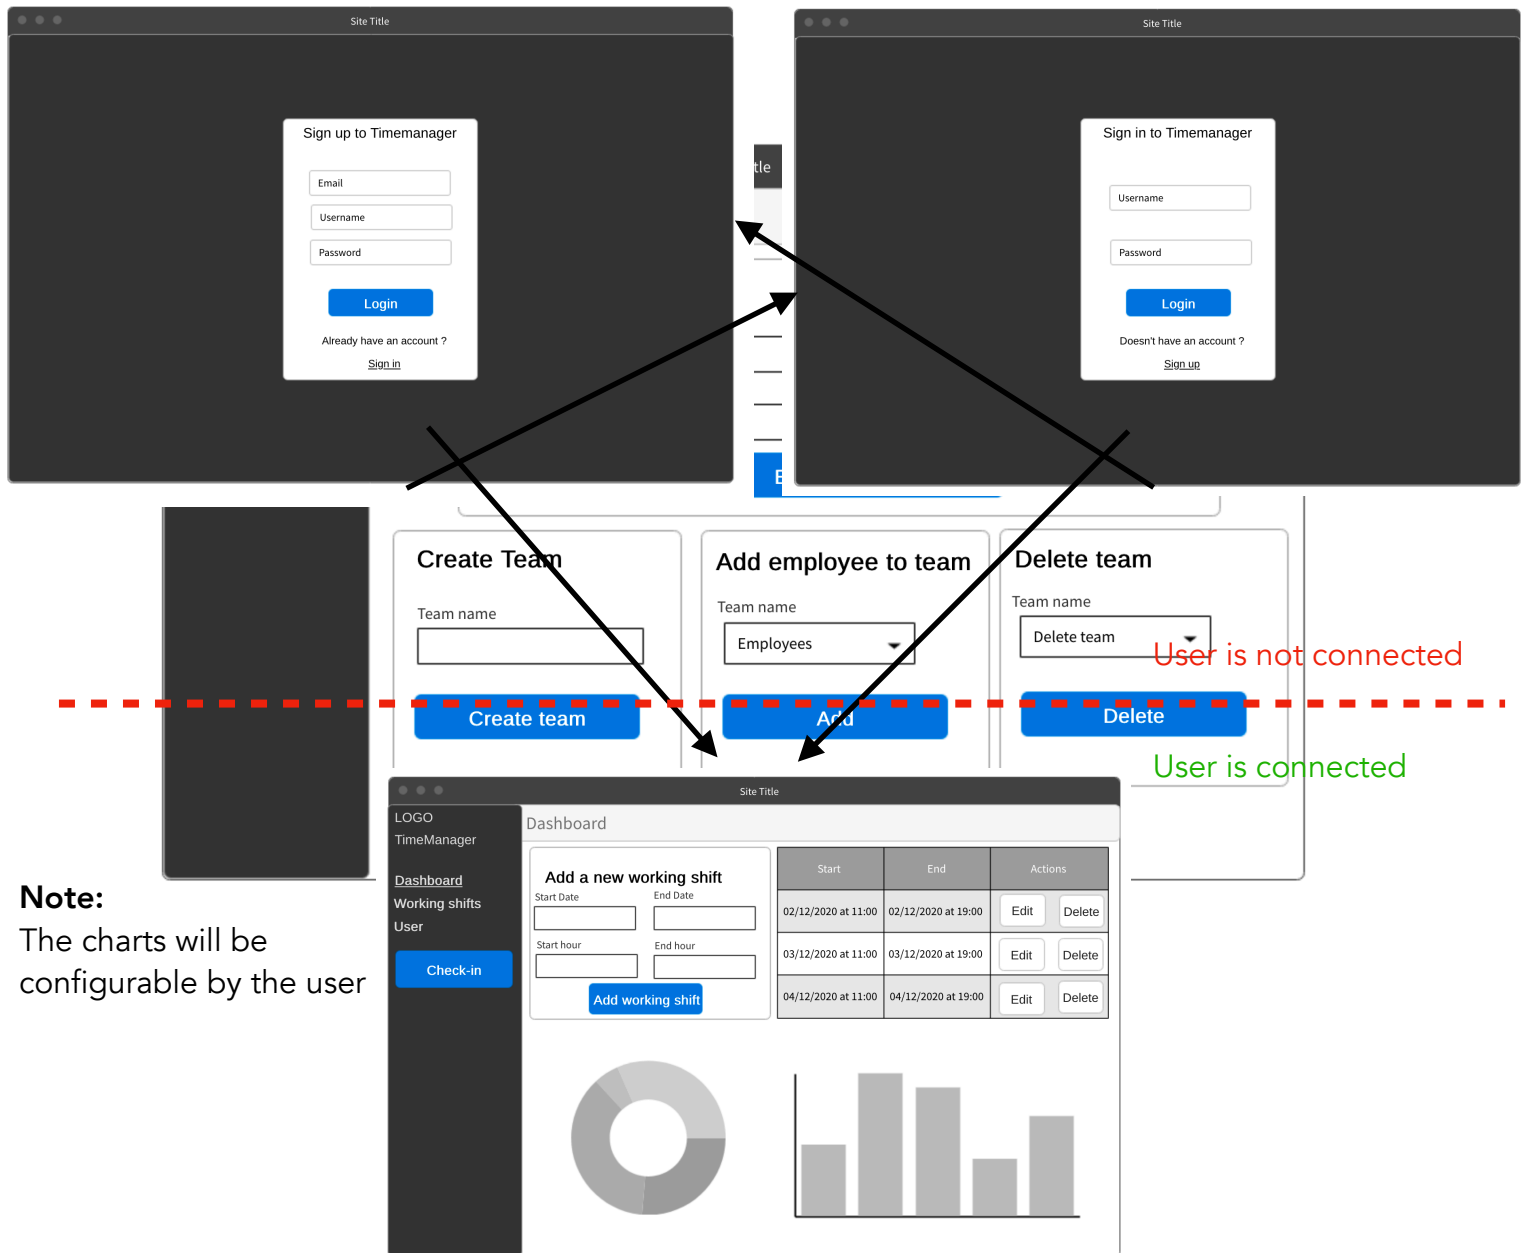 Site Title
Sign up to Timemanager
Email
Username
Password
Login
Already have an account ?
Sign in
Site Title
Sign in to Timemanager
Username
Password
Login
Doesn't have an account ?
Sign up
tle
Create Team
Team name
Create team
Add employee to team
Team name
Employees
Add
Delete team
Team name
Delete team
Delete
User is not connected
User is connected
Note:
The charts will be
configurable by the user
Site Title
LOGO
TimeManager
Dashboard
Working shifts
User
Check-in
Dashboard
Add a new working shift
Start Date End Date
Start hour End hour
Add working shift
Start End Actions
02/12/2020 at 11:00 02/12/2020 at 19:00 Edit Delete
03/12/2020 at 11:00 03/12/2020 at 19:00 Edit Delete
04/12/2020 at 11:00 04/12/2020 at 19:00 Edit Delete